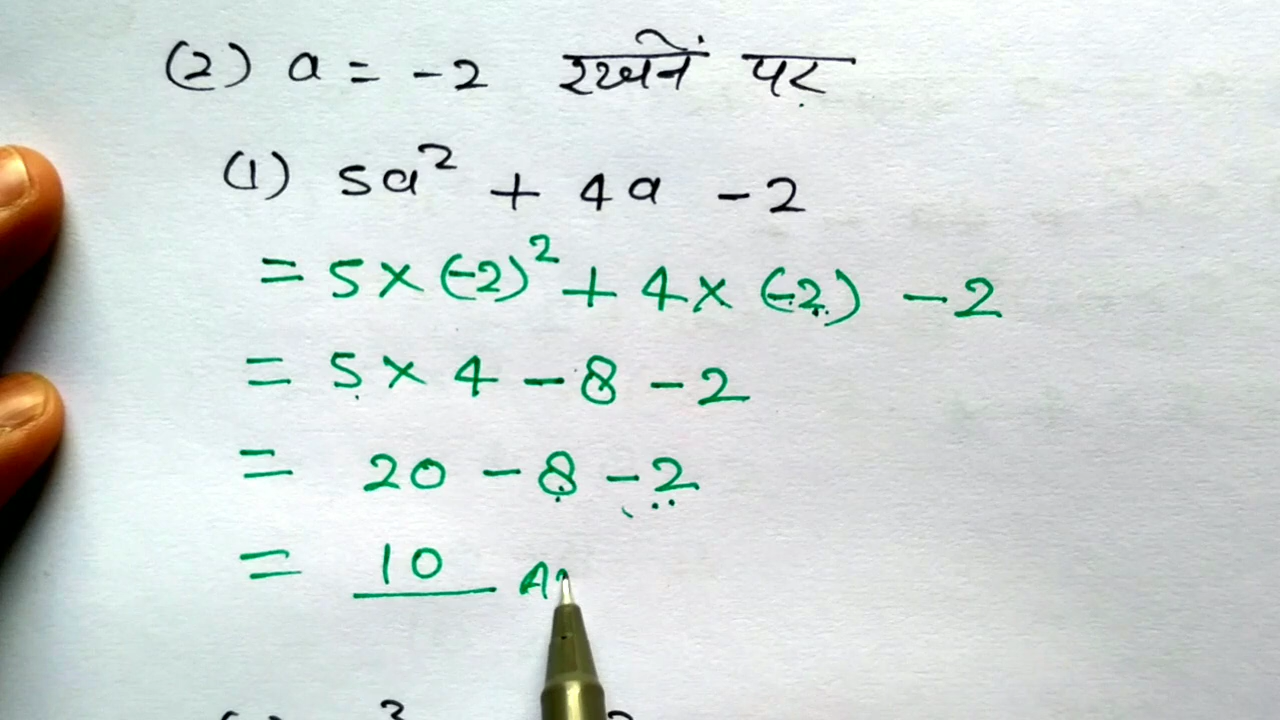 (2) a = -2 रखनें पर
(1) 5a² + 4a - 2
= 5 × (-2)² + 4 × (-2) - 2
= 5 × 4 - 8 - 2
= 20 - 8 - 2
= 10